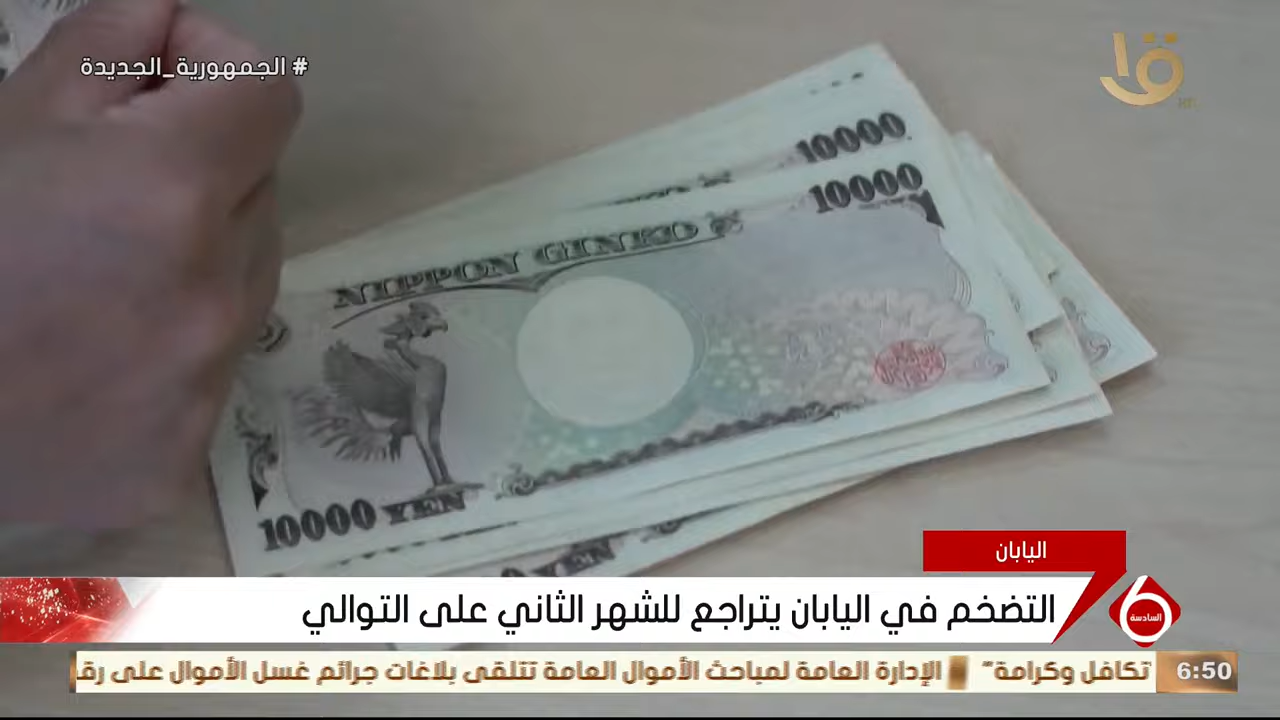 # الجمهورية_الجديدة
10000
10000
NIPPON GINKO
10000 YEN
اليابان
التضخم في اليابان يتراجع للشهر الثاني على التوالي
السادسة
6:50 تكافل وكرامة" الإدارة العامة لمباحث الأموال العامة تتلقى بلاغات جرائم غسل الأموال على رقم